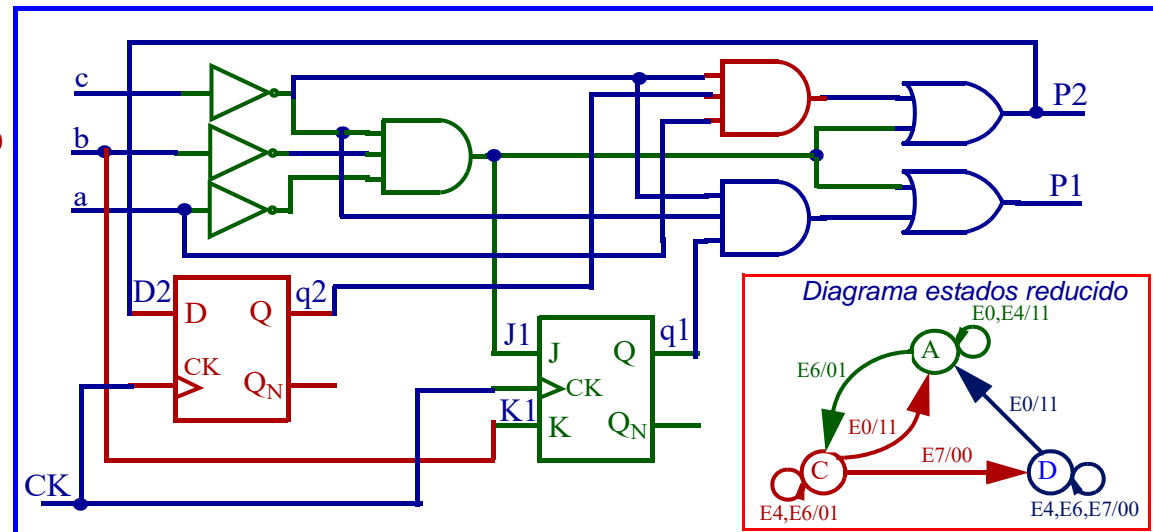 c
b
a
P2
P1
D2
D
Q
q2
CK
QN
J1
J
Q
q1
CK
K1
K
QN
CK
Diagrama estados reducido
E0,E4/11
A
E6/01
E0/11
E0/11
E7/00
C
D
E4,E6/01
E4,E6,E7/00